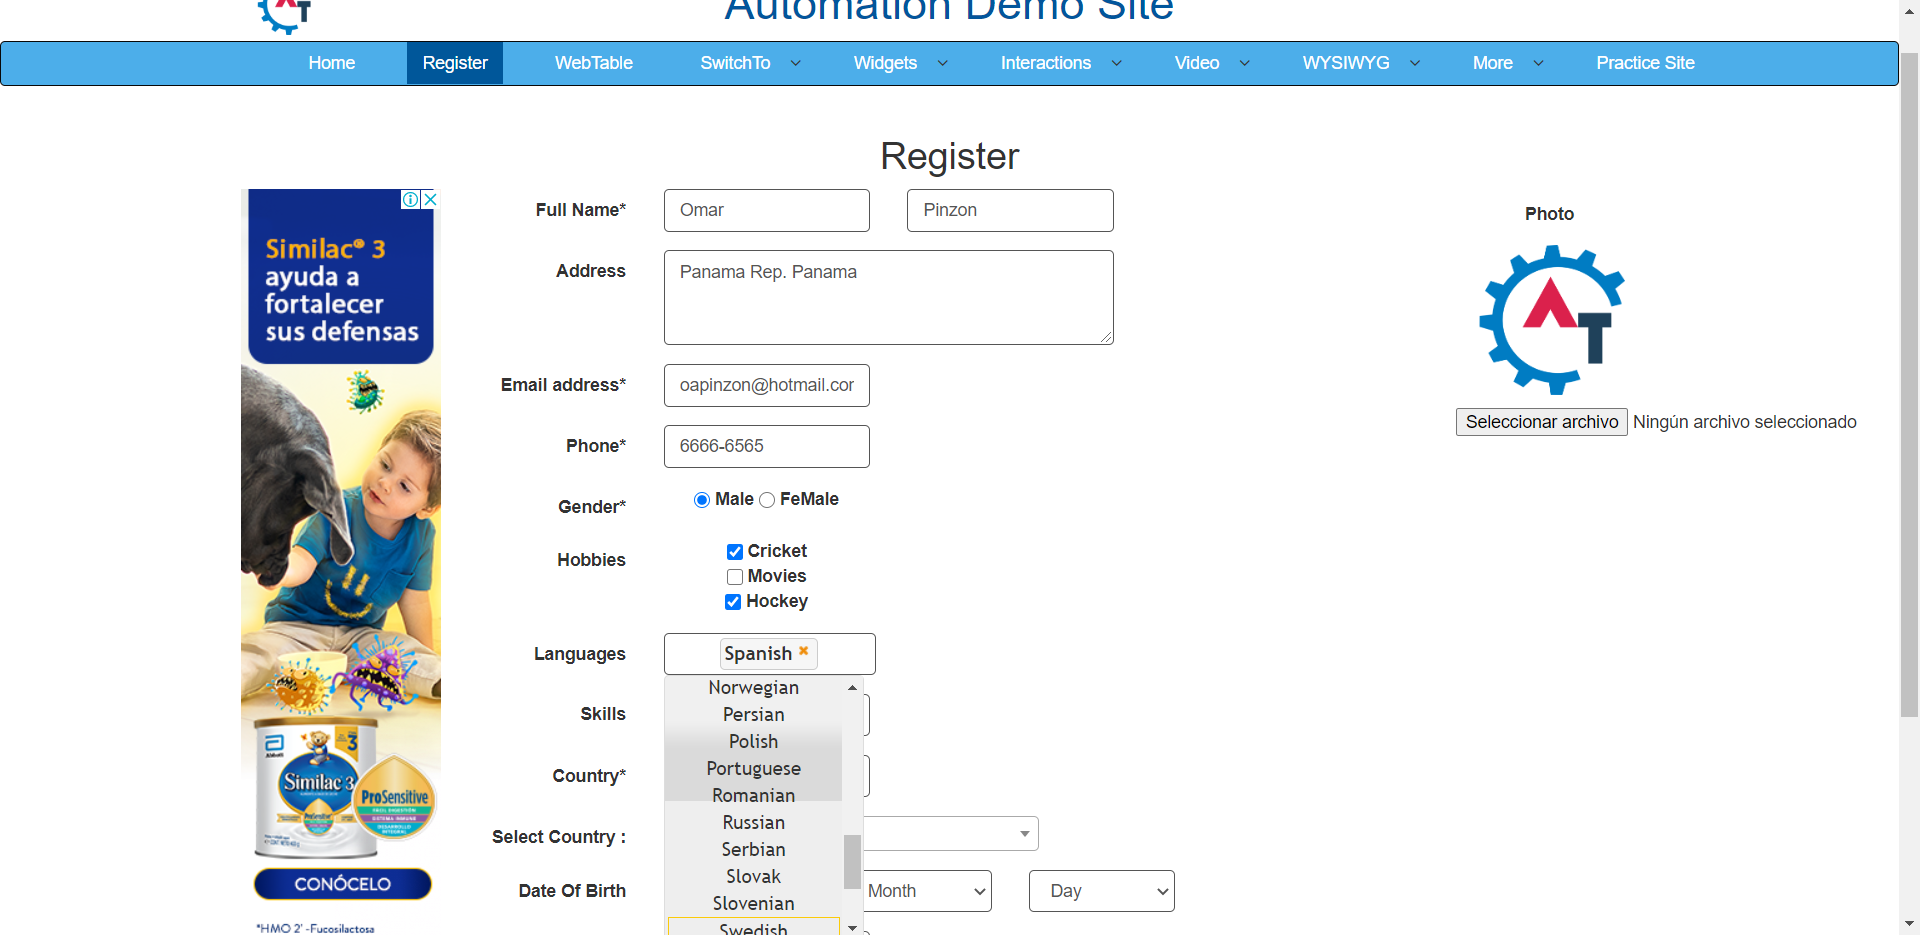 Automation Demo Site
Home Register WebTable SwitchTo Widgets Interactions Video WYSIWYG More Practice Site
Register
Similac® 3
ayuda a
fortalecer
sus defensas
Similac 3
ProSensitive
CONÓCELO
*HMO 2' -Fucosilactosa
Full Name* Omar Pinzon
Address Panama Rep. Panama
Email address* oapinzon@hotmail.cor
Phone* 6666-6565
Gender* Male FeMale
Hobbies Cricket
Movies
Hockey
Languages Spanish
Norwegian
Persian
Polish
Portuguese
Romanian
Russian
Serbian
Slovak
Slovenian
Swedish
Skills
Country*
Select Country :
Date Of Birth Month Day
Photo
AT
Seleccionar archivo Ningún archivo seleccionado